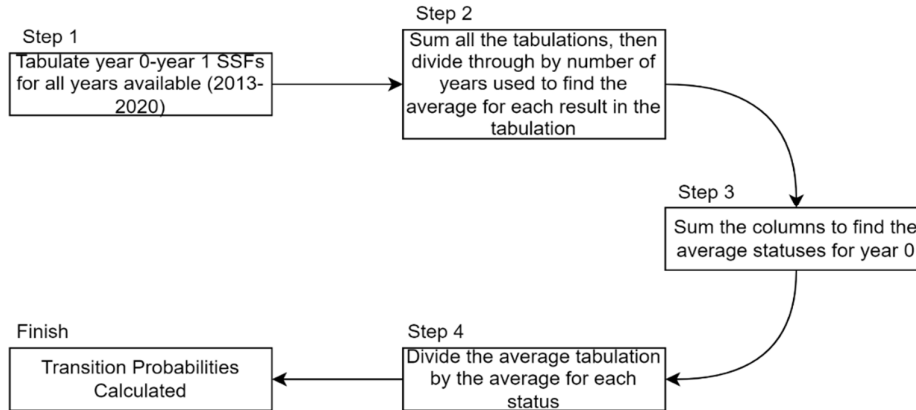 Step 1
Tabulate year 0-year 1 SSFs
for all years available (2013-
2020)
Step 2
Sum all the tabulations, then
divide through by number of
years used to find the
average for each result in the
tabulation
Step 3
Sum the columns to find the
average statuses for year 0
Step 4
Divide the average tabulation
by the average for each
status
Finish
Transition Probabilities
Calculated